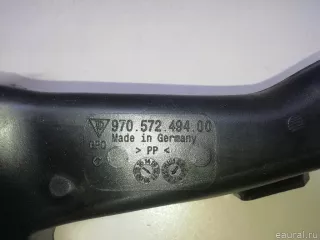 970.572.494.00
Made in Germany
> PP <
eaural.ru